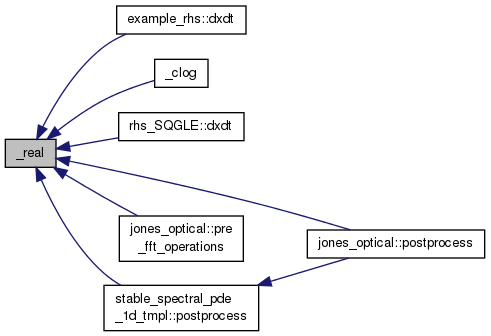 example_rhs::dxdt
_clog
rhs_SQGLE::dxdt
_real
jones_optical::pre
_fft_operations
jones_optical::postprocess
stable_spectral_pde
_1d_tmpl::postprocess